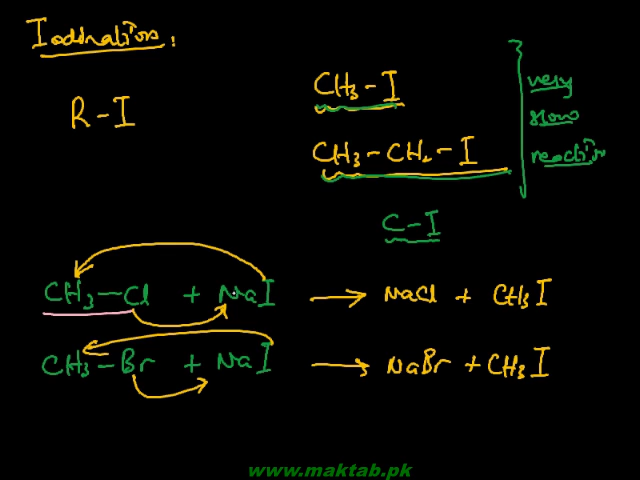 Iodination:
R-I
CH3-I
CH3-CH2-I
very
slow
reaction
C-I
CH3-Cl + NaI → NaCl + CH3I
CH3-Br + NaI → NaBr + CH3I
www.maktab.pk